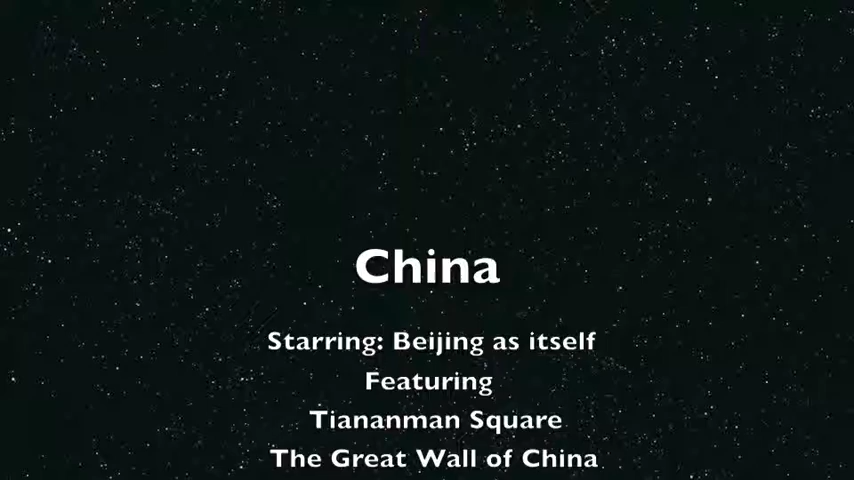 China
Starring: Beijing as itself
Featuring
Tiananman Square
The Great Wall of China